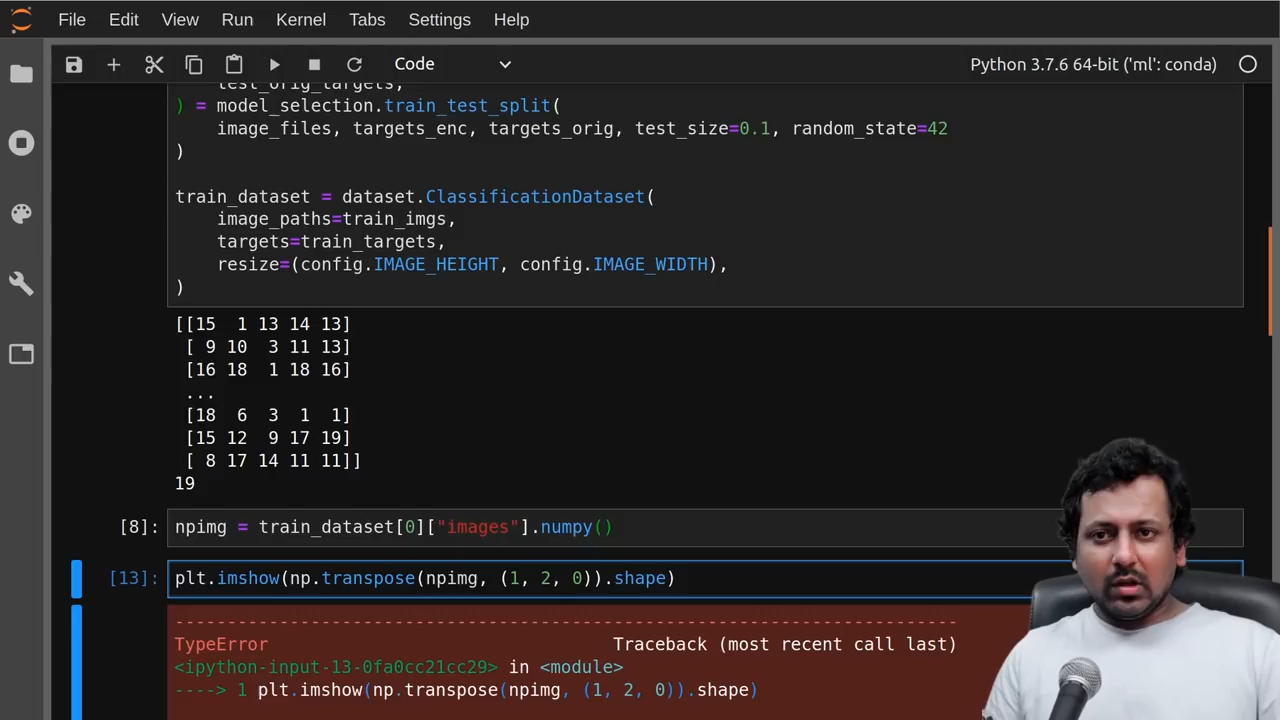 File Edit View Run Kernel Tabs Settings Help
Code
Python 3.7.6 64-bit ('ml': conda)
test_orig_targets,
) = model_selection.train_test_split(
image_files, targets_enc, targets_orig, test_size=0.1, random_state=42
)
train_dataset = dataset.ClassificationDataset(
image_paths=train_imgs,
targets=train_targets,
resize=(config.IMAGE_HEIGHT, config.IMAGE_WIDTH),
)
[[15 1 13 14 13]
[ 9 10 3 11 13]
[16 18 1 18 16]
...
[18 6 3 1 1]
[15 12 9 17 19]
[ 8 17 14 11 11]]
19
[8]: npimg = train_dataset[0]["images"].numpy()
[13]: plt.imshow(np.transpose(npimg, (1, 2, 0)).shape)
---------------------------------------------------------------------------
TypeError Traceback (most recent call last)
<ipython-input-13-0fa0cc21cc29> in <module>
----> 1 plt.imshow(np.transpose(npimg, (1, 2, 0)).shape)